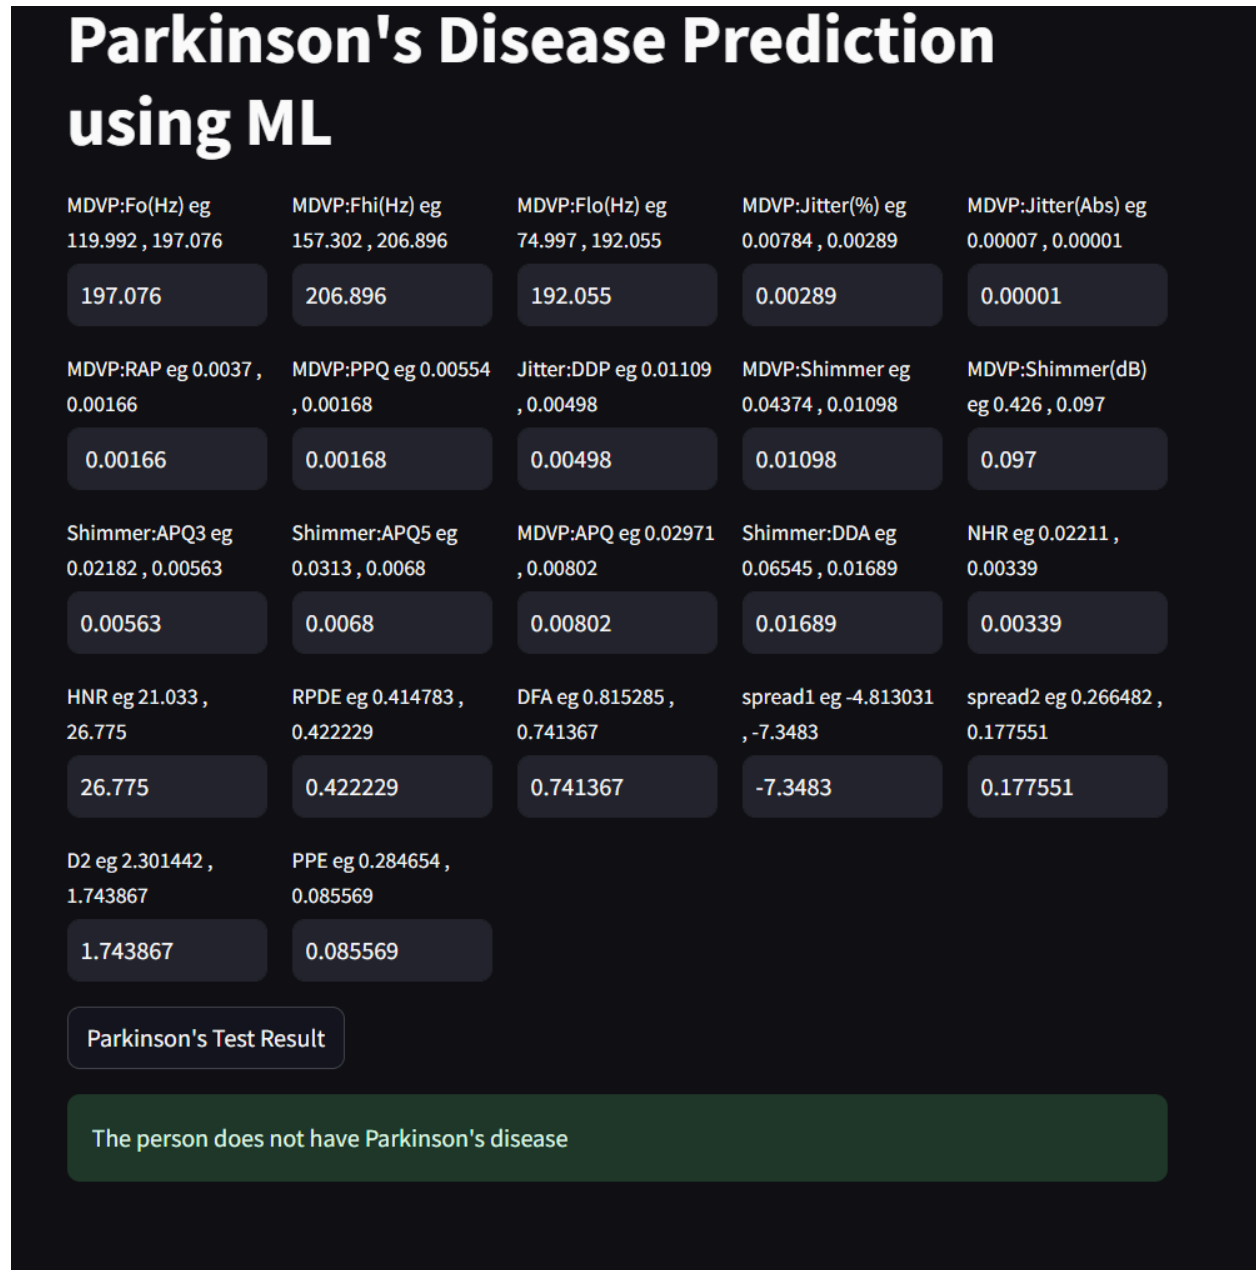 Parkinson's Disease Prediction
using ML
MDVP:Fo(Hz) eg
119.992 , 197.076
197.076
MDVP:Fhi(Hz) eg
157.302 , 206.896
206.896
MDVP:Flo(Hz) eg
74.997 , 192.055
192.055
MDVP:Jitter(%) eg
0.00784 , 0.00289
0.00289
MDVP:Jitter(Abs) eg
0.00007 , 0.00001
0.00001
MDVP:RAP eg 0.0037 ,
0.00166
0.00166
MDVP:PPQ eg 0.00554
, 0.00168
0.00168
Jitter:DDP eg 0.01109
, 0.00498
0.00498
MDVP:Shimmer eg
0.04374 , 0.01098
0.01098
MDVP:Shimmer(dB)
eg 0.426 , 0.097
0.097
Shimmer:APQ3 eg
0.02182 , 0.00563
0.00563
Shimmer:APQ5 eg
0.0313 , 0.0068
0.0068
MDVP:APQ eg 0.02971
, 0.00802
0.00802
Shimmer:DDA eg
0.06545 , 0.01689
0.01689
NHR eg 0.02211 ,
0.00339
0.00339
HNR eg 21.033 ,
26.775
26.775
RPDE eg 0.414783 ,
0.422229
0.422229
DFA eg 0.815285 ,
0.741367
0.741367
spread1 eg -4.813031
, -7.3483
-7.3483
spread2 eg 0.266482 ,
0.177551
0.177551
D2 eg 2.301442 ,
1.743867
1.743867
PPE eg 0.284654 ,
0.085569
0.085569
Parkinson's Test Result
The person does not have Parkinson's disease